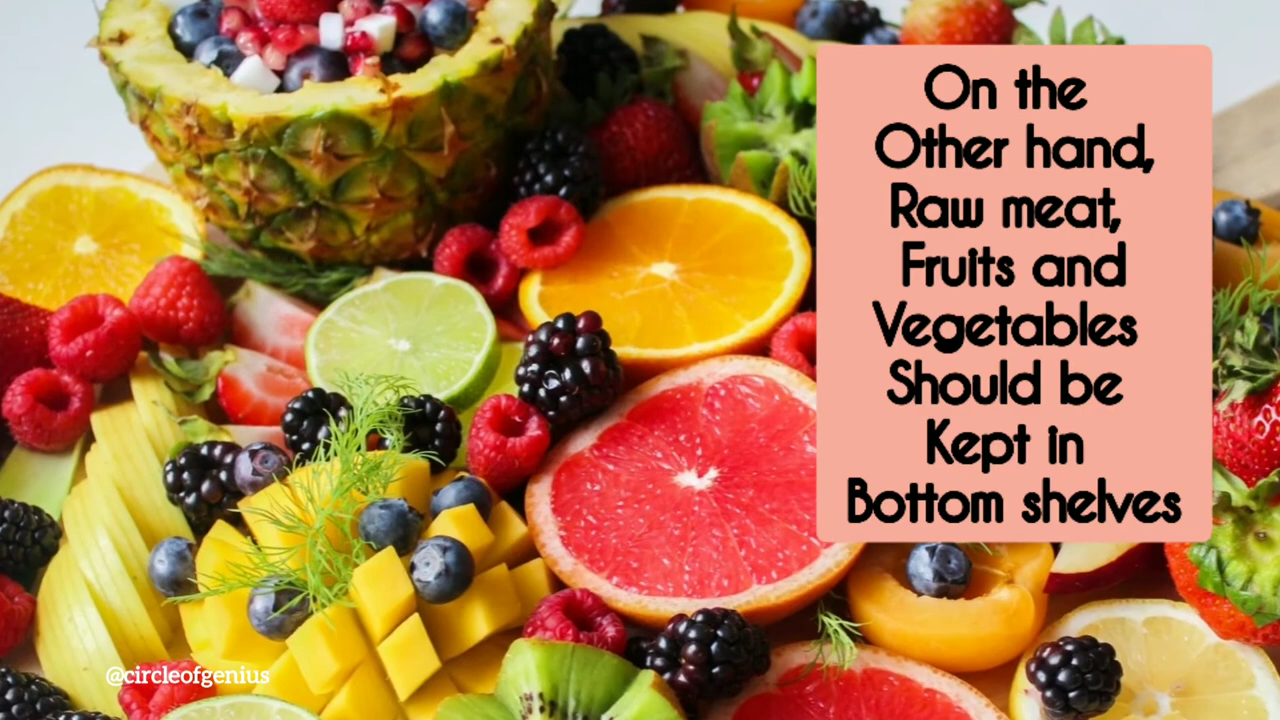 On the
Other hand,
Raw meat,
Fruits and
Vegetables
Should be
Kept in
Bottom shelves
@circleofgenius